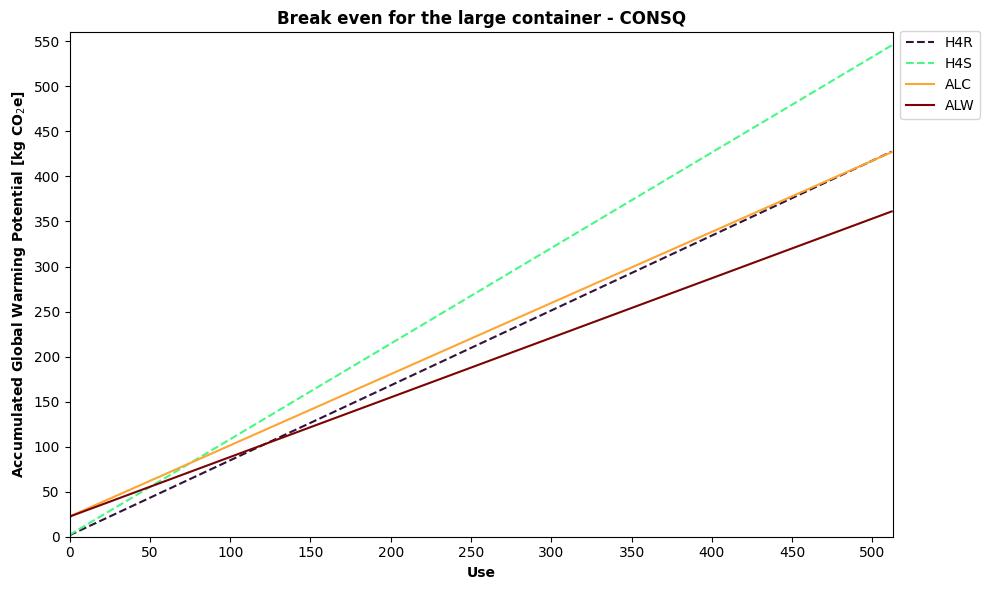 Break even for the large container - CONSQ
H4R
H4S
ALC
ALW
Accumulated Global Warming Potential [kg CO₂e]
550
500
450
400
350
300
250
200
150
100
50
0
0 50 100 150 200 250 300 350 400 450 500
Use